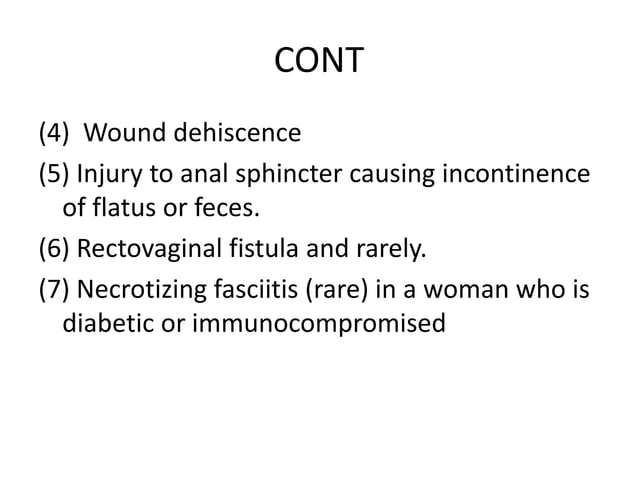 CONT
(4) Wound dehiscence
(5) Injury to anal sphincter causing incontinence
of flatus or feces.
(6) Rectovaginal fistula and rarely.
(7) Necrotizing fasciitis (rare) in a woman who is
diabetic or immunocompromised